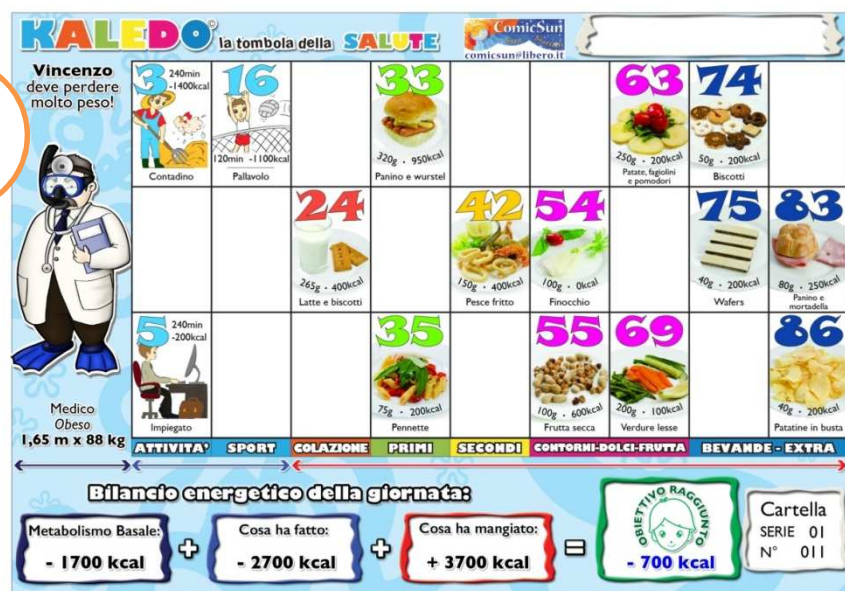 KALEDO© la tombola della SALUTE
ComicSun
comicsun@libero.it
Vincenzo
deve perdere
molto peso!
3 240min
-1400kcal
Contadino
16
120min -1100kcal
Pallavolo
33
320g - 950kcal
Panino e wurstel
63
250g - 200kcal
Patate, fagiolini
e pomodori
74
50g - 200kcal
Biscotti
24
265g - 400kcal
Latte e biscotti
42
150g - 400kcal
Pesce fritto
54
100g - 0kcal
Finocchio
75
40g - 200kcal
Wafers
83
80g - 250kcal
Panino e
mortadella
5 240min
-200kcal
Impiegato
35
75g - 200kcal
Pennette
55
100g - 600kcal
Frutta secca
69
200g - 100kcal
Verdure lesse
86
40g - 200kcal
Patatine in busta
Medico
Obeso
1,65 m x 88 kg
ATTIVITA' SPORT COLAZIONE PRIMI SECONDI CONTORNI-DOLCI-FRUTTA BEVANDE - EXTRA
Bilancio energetico della giornata:
Metabolismo Basale:
- 1700 kcal
+
Cosa ha fatto:
- 2700 kcal
+
Cosa ha mangiato:
+ 3700 kcal
=
OBIETTIVO RAGGIUNTO
- 700 kcal
Cartella
SERIE 01
N° 011